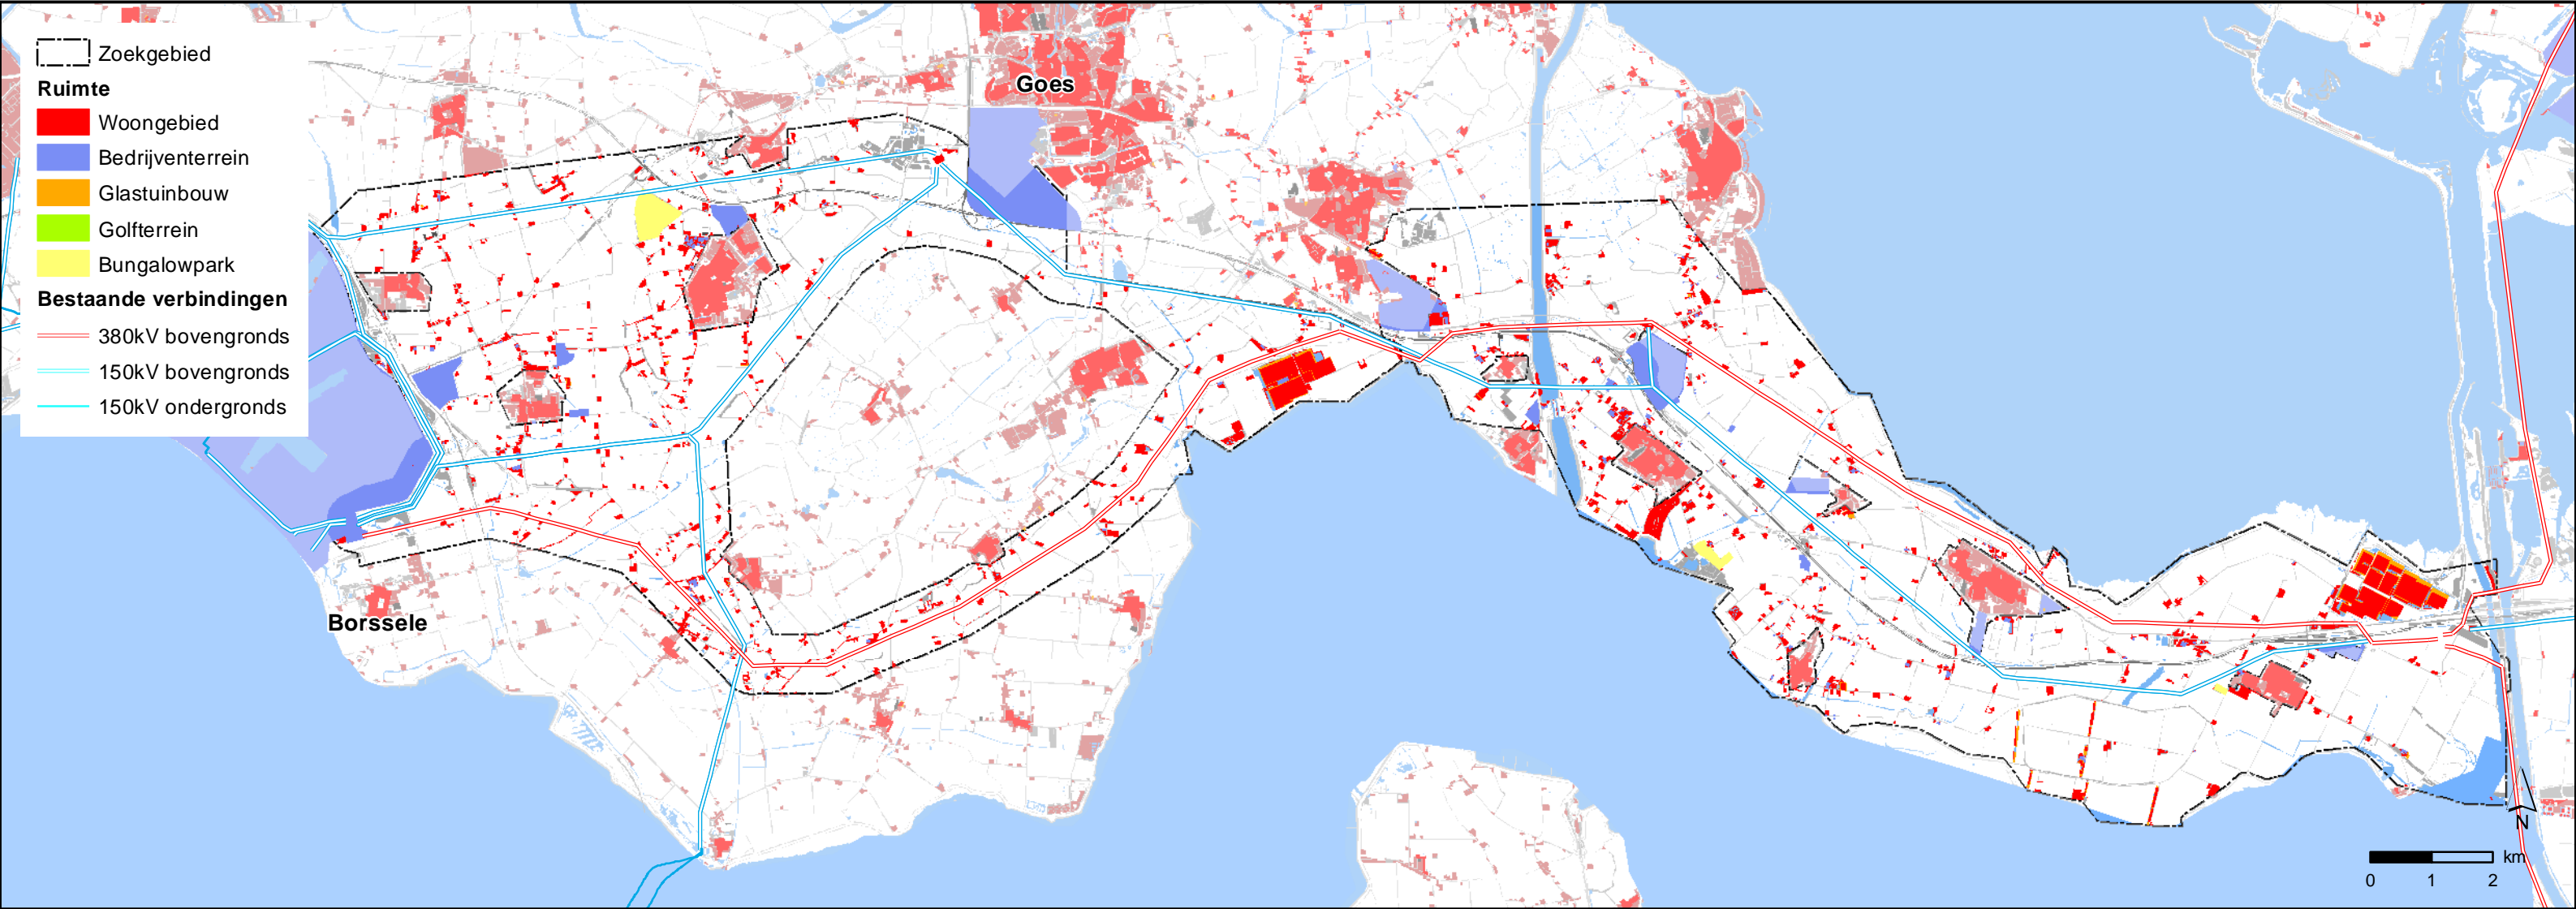 Zoekgebied
Ruimte
Woongebied
Bedrijventerrein
Glastuinbouw
Golfterrein
Bungalowpark
Bestaande verbindingen
380kV bovengronds
150kV bovengronds
150kV ondergronds
Goes
Borssele
N
km
0 1 2